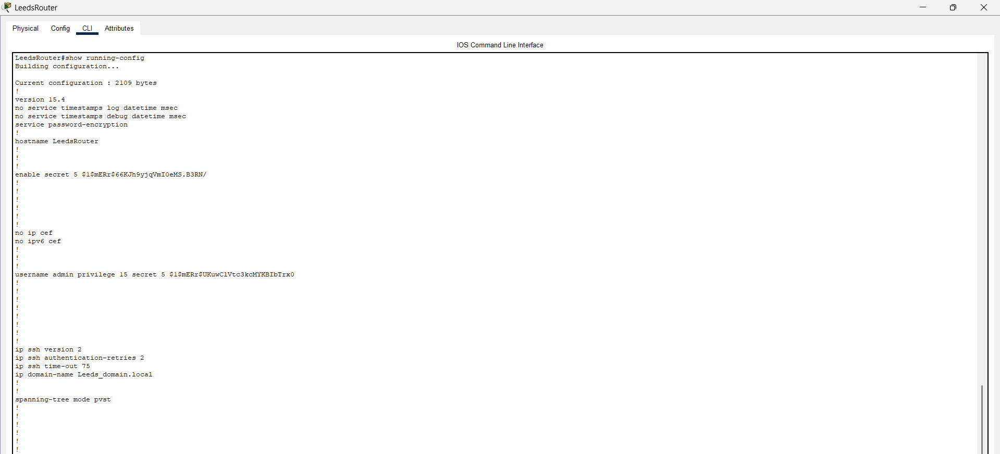 LeedsRouter
Physical Config CLI Attributes
IOS Command Line Interface
LeedsRouter#show running-config
Building configuration...
Current configuration : 2109 bytes
!
version 15.4
no service timestamps log datetime msec
no service timestamps debug datetime msec
service password-encryption
!
hostname LeedsRouter
!
!
!
enable secret 5 $1$mERr$66KJh9yjqVmI0eMS.B3RN/
!
!
!
!
!
!
no ip cef
no ipv6 cef
!
!
!
username admin privilege 15 secret 5 $1$mERr$UKuwClVtc3kcMYKBIbTrx0
!
!
!
!
!
!
!
!
ip ssh version 2
ip ssh authentication-retries 2
ip ssh time-out 75
ip domain-name Leeds_domain.local
!
!
spanning-tree mode pvst
!
!
!
!
!
!